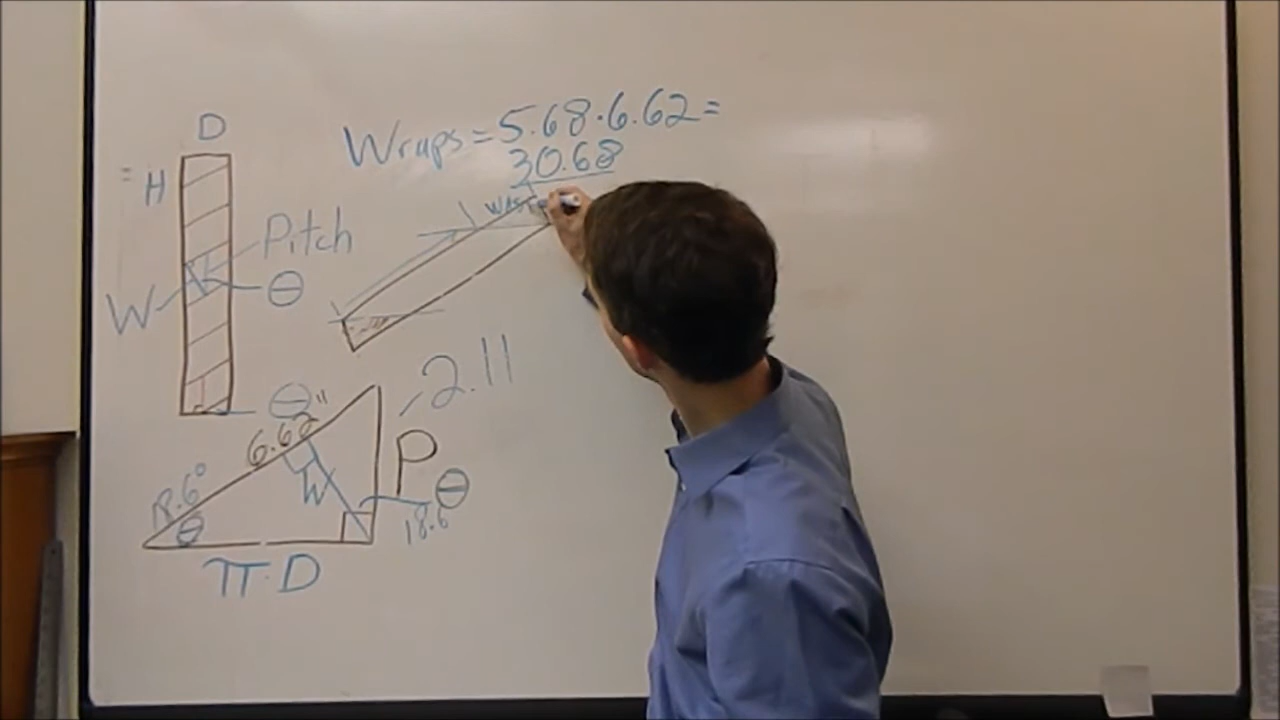 D
Wraps = 5.68 · 6.62 =
30.68
= H
Pitch
W
θ
2.11
θ
6.62"
P
W
θ
18.6
18.6°
θ
π · D